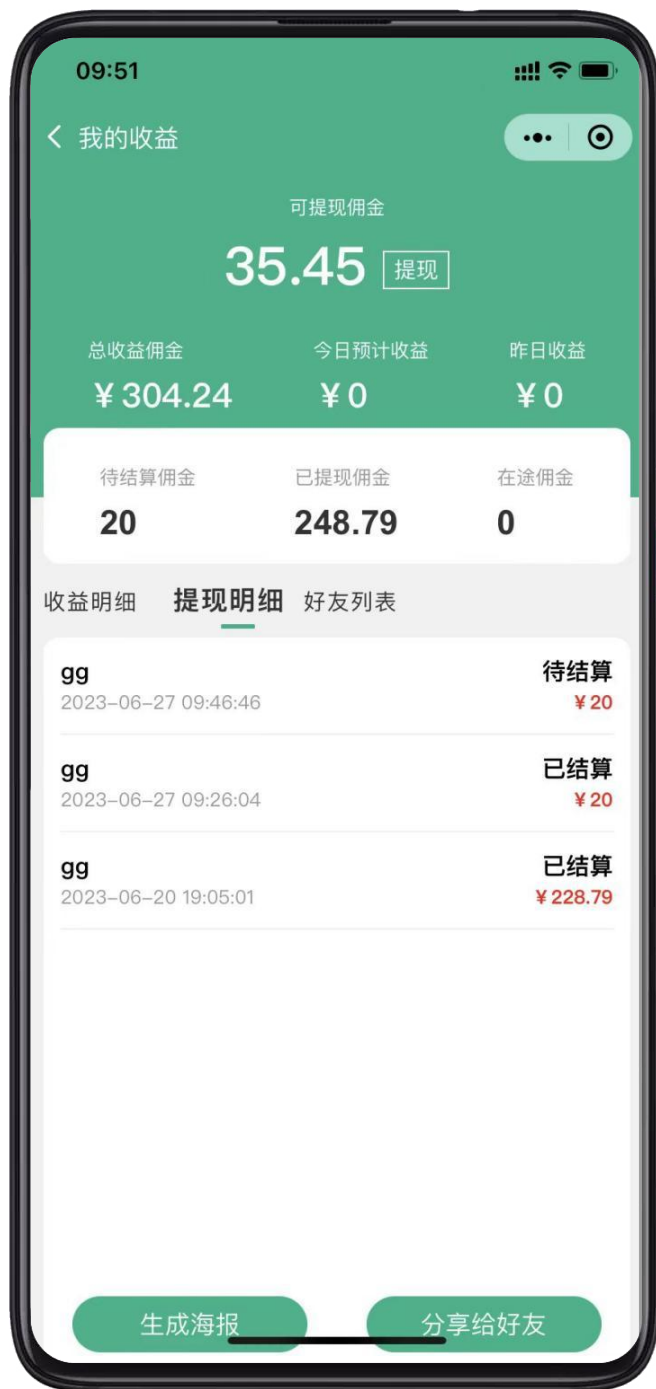 09:51
我的收益
可提现佣金
35.45 提现
总收益佣金 今日预计收益 昨日收益
¥304.24 ¥0 ¥0
待结算佣金 已提现佣金 在途佣金
20 248.79 0
收益明细 提现明细 好友列表
gg 待结算
2023-06-27 09:46:46 ¥20
gg 已结算
2023-06-27 09:26:04 ¥20
gg 已结算
2023-06-20 19:05:01 ¥228.79
生成海报 分享给好友